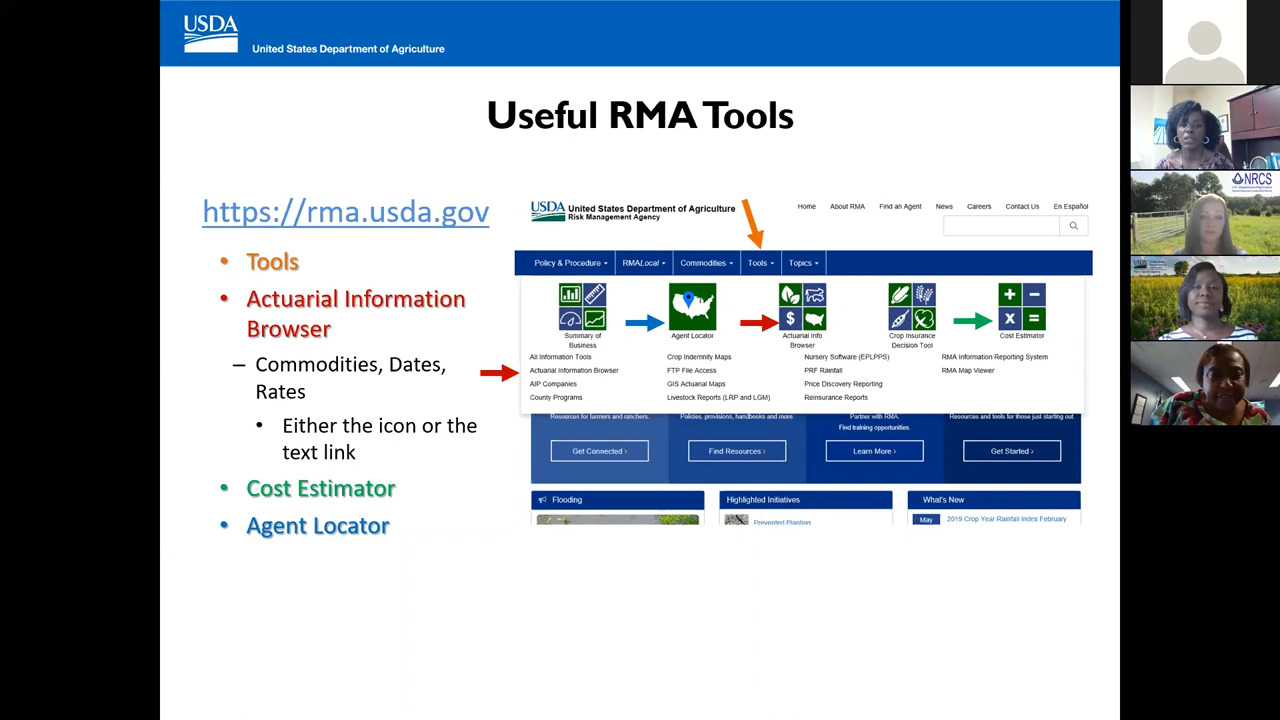 USDA
United States Department of Agriculture
Useful RMA Tools
https://rma.usda.gov
• Tools
• Actuarial Information
Browser
– Commodities, Dates,
Rates
• Either the icon or the
text link
• Cost Estimator
• Agent Locator
USDA United States Department of Agriculture
Risk Management Agency
Home About RMA Find an Agent News Careers Contact Us En Español
Policy & Procedure RMALocal Commodities Tools Topics
Summary of
Business
Agent Locator
Actuarial Info
Browser
Crop Insurance
Decision Tool
Cost Estimator
All Information Tools Crop Indemnity Maps Nursery Software (EPLPPS) RMA Information Reporting System
Actuarial Information Browser FTP File Access PRF Rainfall RMA Map Viewer
AIP Companies GIS Actuarial Maps Price Discovery Reporting
County Programs Livestock Reports (LRP and LGM) Reinsurance Reports
Resources for farmers and ranchers. Policies, provisions, handbooks and more. Partner with RMA. Resources and tools for those just starting out.
Find training opportunities.
Get Connected › Find Resources › Learn More › Get Started ›
Flooding Highlighted Initiatives What's New
Prevented Planting May 2019 Crop Year Rainfall Index February
NRCS
USDA